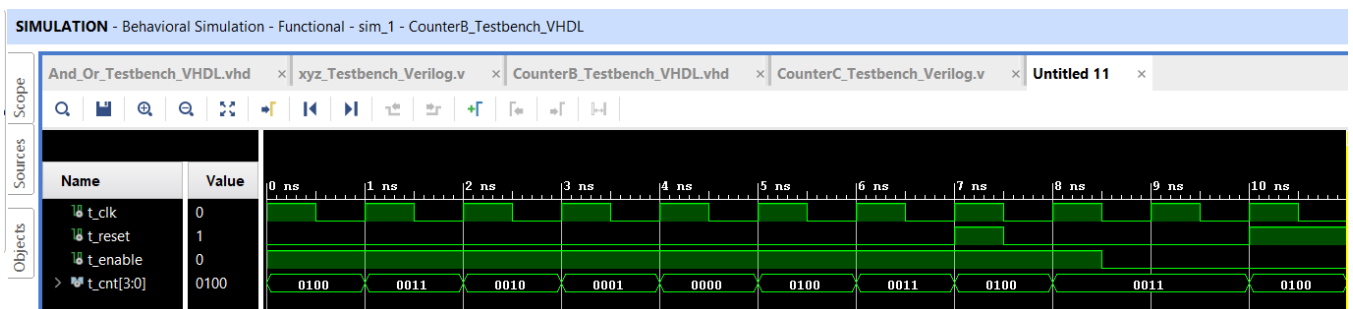 SIMULATION - Behavioral Simulation - Functional - sim_1 - CounterB_Testbench_VHDL
Scope
Sources
Objects
And_Or_Testbench_VHDL.vhd × xyz_Testbench_Verilog.v × CounterB_Testbench_VHDL.vhd × CounterC_Testbench_Verilog.v × Untitled 11 ×
Name Value 0 ns 1 ns 2 ns 3 ns 4 ns 5 ns 6 ns 7 ns 8 ns 9 ns 10 ns
t_clk 0
t_reset 1
t_enable 0
> t_cnt[3:0] 0100 0100 0011 0010 0001 0000 0100 0011 0100 0011 0100